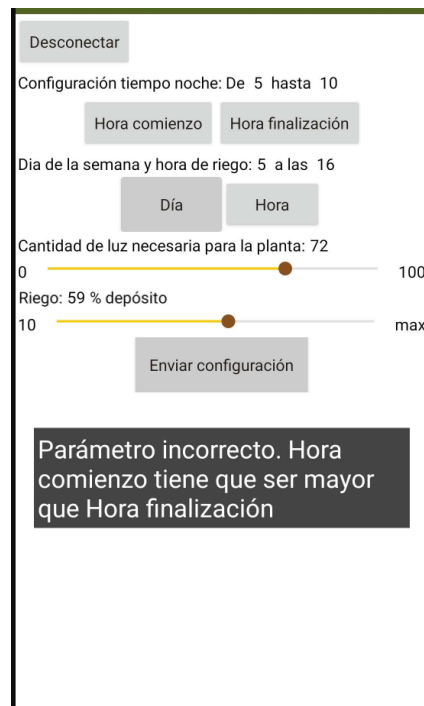 Desconectar
Configuración tiempo noche: De 5 hasta 10
Hora comienzo Hora finalización
Dia de la semana y hora de riego: 5 a las 16
Día Hora
Cantidad de luz necesaria para la planta: 72
0 100
Riego: 59 % depósito
10 max
Enviar configuración
Parámetro incorrecto. Hora
comienzo tiene que ser mayor
que Hora finalización